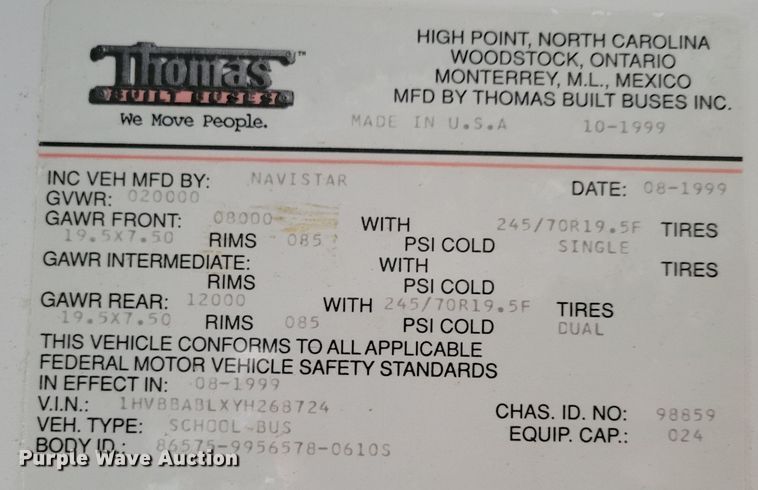 Thomas™
BUILT BUSES
We Move People.
HIGH POINT, NORTH CAROLINA
WOODSTOCK, ONTARIO
MONTERREY, M.L., MEXICO
MFD BY THOMAS BUILT BUSES INC.
MADE IN U.S.A 10-1999
INC VEH MFD BY: NAVISTAR DATE: 08-1999
GVWR: 020000
GAWR FRONT: 08000 WITH 245/70R19.5F TIRES
19.5X7.50 RIMS 085 PSI COLD SINGLE
GAWR INTERMEDIATE: WITH TIRES
RIMS PSI COLD
GAWR REAR: 12000 WITH 245/70R19.5F TIRES
19.5X7.50 RIMS 085 PSI COLD DUAL
THIS VEHICLE CONFORMS TO ALL APPLICABLE
FEDERAL MOTOR VEHICLE SAFETY STANDARDS
IN EFFECT IN: 08-1999
V.I.N.: 1HVBBABLXYH268724 CHAS. ID. NO: 98859
VEH. TYPE: SCHOOL BUS EQUIP. CAP.: 024
BODY ID.: 86575-9956578-0610S
Purple Wave Auction